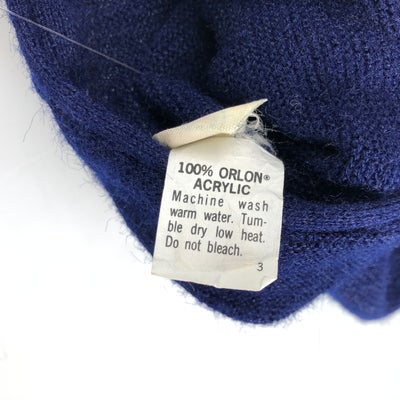 100% ORLON®
ACRYLIC
Machine wash
warm water. Tum-
ble dry low heat.
Do not bleach.
3